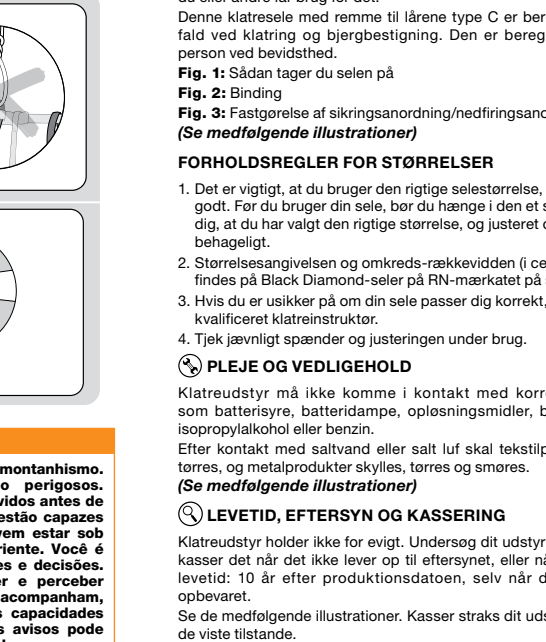 du eller andre får brug for det.
Denne klatresele med remme til lårene type C er ber
fald ved klatring og bjergbestigning. Den er bereg
person ved bevidsthed.
Fig. 1: Sådan tager du selen på
Fig. 2: Binding
Fig. 3: Fastgørelse af sikringsanordning/nedfiringsano
(Se medfølgende illustrationer)
FORHOLDSREGLER FOR STØRRELSER
1. Det er vigtigt, at du bruger den rigtige selestørrelse,
godt. Før du bruger din sele, bør du hænge i den et s
dig, at du har valgt den rigtige størrelse, og justeret
behageligt.
2. Størrelsesangivelsen og omkreds-rækkevidden (i ce
findes på Black Diamond-seler på RN-mærkatet på
3. Hvis du er usikker på om din sele passer dig korrekt,
kvalificeret klatreinstruktør.
4. Tjek jævnligt spænder og justeringen under brug.
PLEJE OG VEDLIGEHOLD
Klatreudstyr må ikke komme i kontakt med korr
som batterisyre, batteridampe, opløsningsmidler, b
isopropylalkohol eller benzin.
Efter kontakt med saltvand eller salt luf skal tekstilp
tørres, og metalprodukter skylles, tørres og smøres.
(Se medfølgende illustrationer)
LEVETID, EFTERSYN OG KASSERING
Klatreudstyr holder ikke for evigt. Undersøg dit udstyr
kasser det når det ikke lever op til eftersynet, eller nå
levetid: 10 år efter produktionsdatoen, selv når d
opbevaret.
Se de medfølgende illustrationer. Kasser straks dit uds
de viste tilstande.
montanhismo.
o perigosos.
vidos antes de
estão capazes
vem estar sob
riente. Você é
es e decisões.
er e perceber
acompanham,
s capacidades
s avisos pode